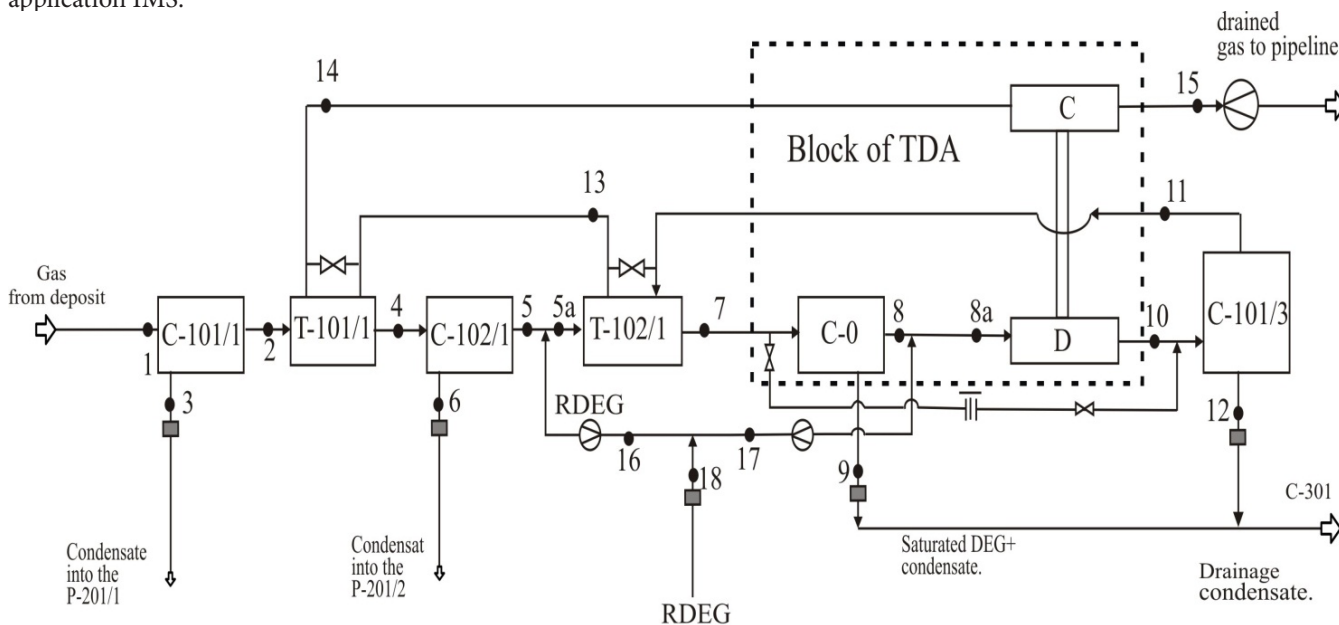 application IMS.
drained
gas to pipeline
14
15
C
Block of TDA
13
11
Gas
from deposit
C-101/1
T-101/1
4
C-102/1
5
5a
T-102/1
7
C-0
8
8a
D
10
C-101/3
1
2
3
6
RDEG
16
17
18
9
12
C-301
Condensate
into the
P-201/1
Condensat
into the
P-201/2
RDEG
Saturated DEG+
condensate.
Drainage
condensate.